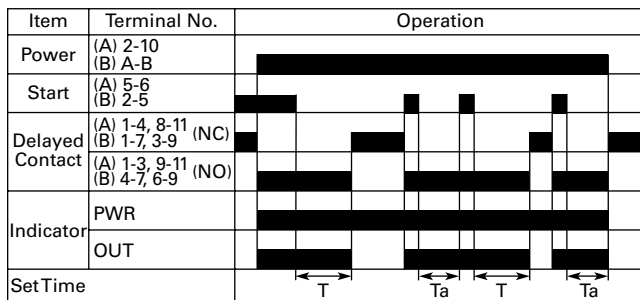 Item Terminal No. Operation
Power (A) 2-10
(B) A-B
Start (A) 5-6
(B) 2-5
Delayed Contact (A) 1-4, 8-11
(B) 1-7, 3-9 (NC)
(A) 1-3, 9-11
(B) 4-7, 6-9 (NO)
Indicator PWR
OUT
Set Time T Ta T Ta